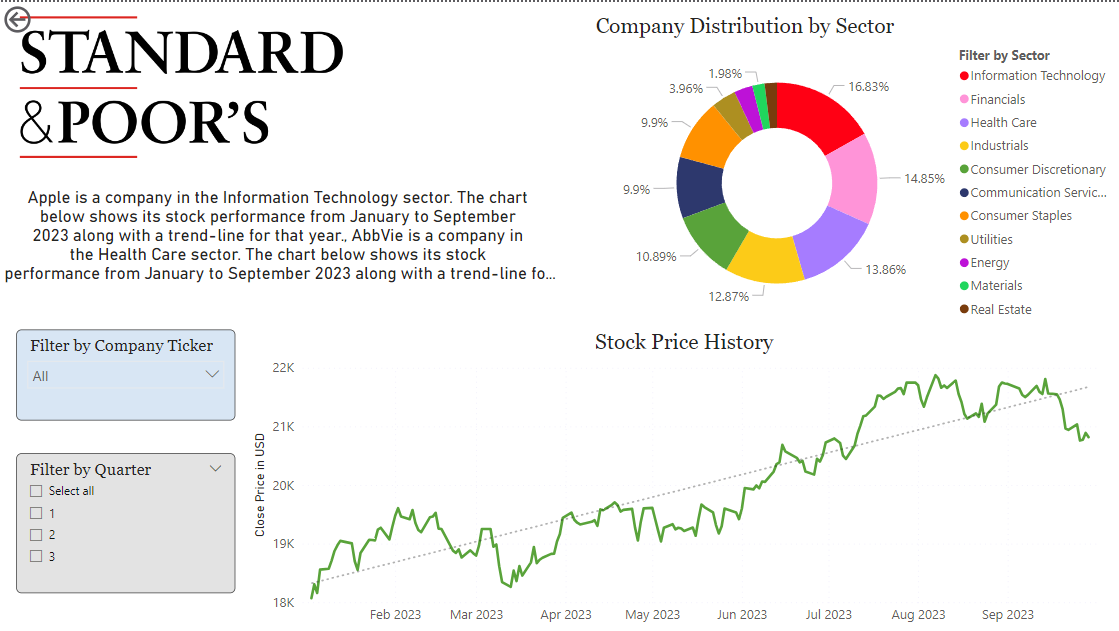 STANDARD
&POOR'S
Apple is a company in the Information Technology sector. The chart
below shows its stock performance from January to September
2023 along with a trend-line for that year., AbbVie is a company in
the Health Care sector. The chart below shows its stock
performance from January to September 2023 along with a trend-line fo...
Company Distribution by Sector
1.98%
3.96%
9.9%
9.9%
10.89%
12.87%
13.86%
14.85%
16.83%
Filter by Sector
Information Technology
Financials
Health Care
Industrials
Consumer Discretionary
Communication Servic...
Consumer Staples
Utilities
Energy
Materials
Real Estate
Filter by Company Ticker
All
Filter by Quarter
Select all
1
2
3
Stock Price History
Close Price in USD
22K
21K
20K
19K
18K
Feb 2023
Mar 2023
Apr 2023
May 2023
Jun 2023
Jul 2023
Aug 2023
Sep 2023